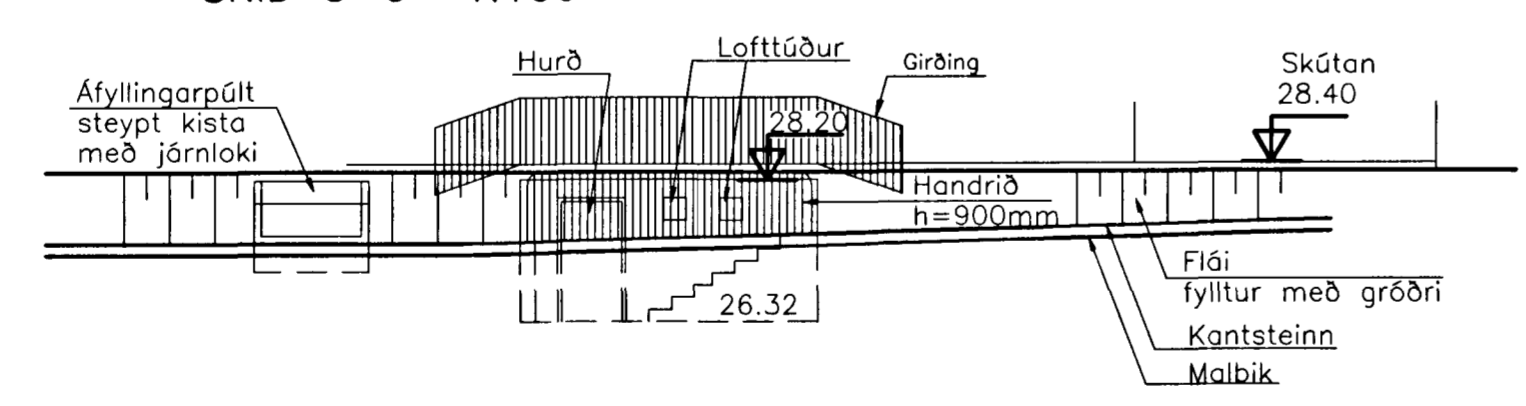 Hurð
Lofttúður
Girðing
Skútan
28.40
Áfyllingarpúlt
steypt kista
með járnloki
28.20
Handrið
h=900mm
Flái
fylltur með gróðri
26.32
Kantsteinn
Malbik